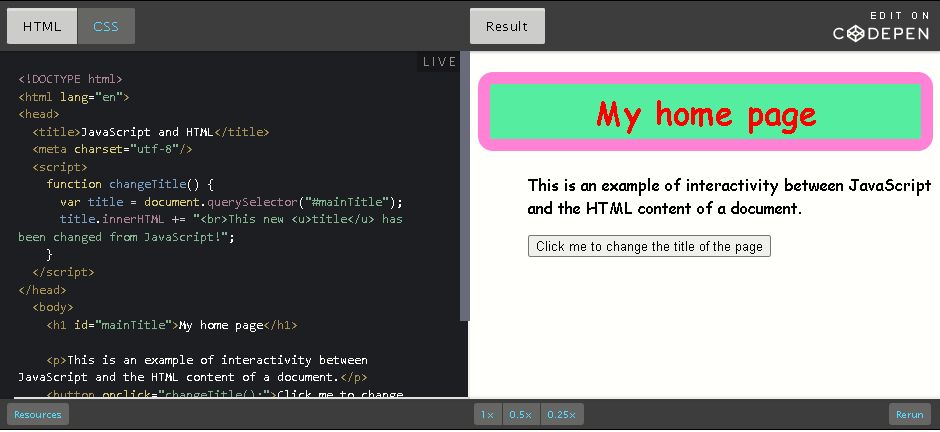 HTML CSS
LIVE
<!DOCTYPE html>
<html lang="en">
<head>
<title>JavaScript and HTML</title>
<meta charset="utf-8"/>
<script>
function changeTitle() {
var title = document.querySelector("#mainTitle");
title.innerHTML += "<br>This new <u>title</u> has
been changed from JavaScript!";
}
</script>
</head>
<body>
<h1 id="mainTitle">My home page</h1>
<p>This is an example of interactivity between
JavaScript and the HTML content of a document.</p>
<button onclick="changeTitle();">Click me to change
Resources
Result
EDIT ON
CODEPEN
My home page
This is an example of interactivity between JavaScript
and the HTML content of a document.
Click me to change the title of the page
1× 0.5× 0.25×
Rerun